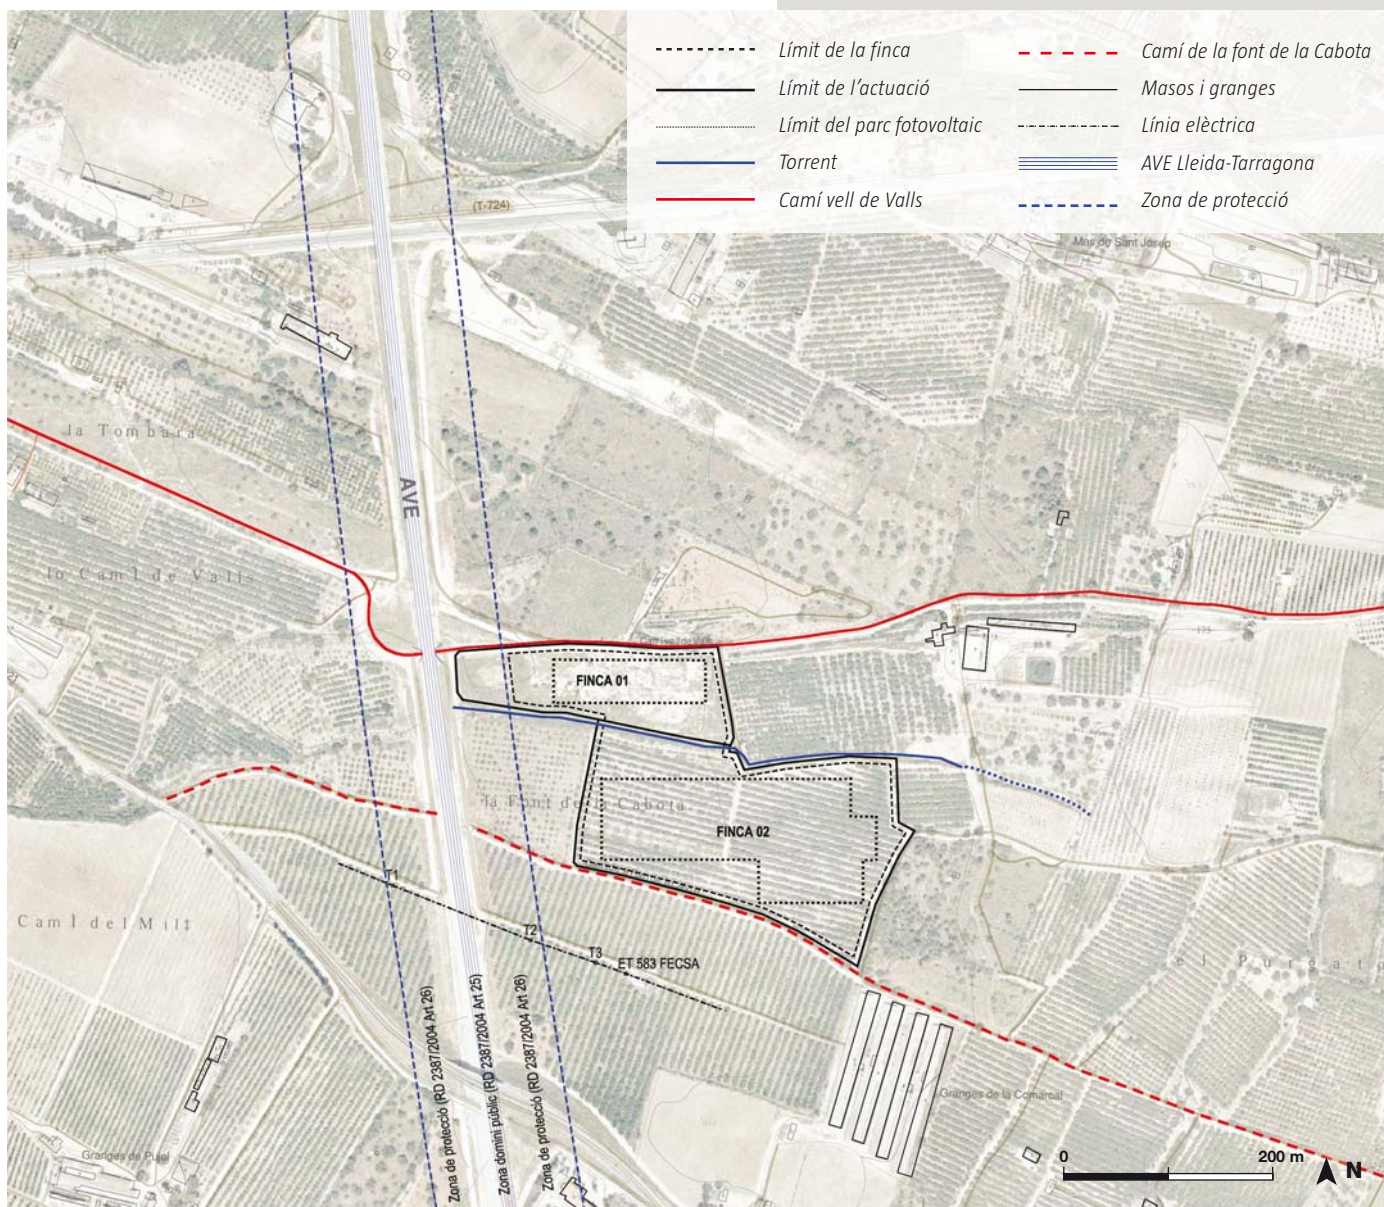 Límit de la finca
Límit de l'actuació
Límit del parc fotovoltaic
Torrent
Camí vell de Valls
Camí de la font de la Cabota
Masos i granges
Línia elèctrica
AVE Lleida-Tarragona
Zona de protecció
(T-724)
Mas de Sant Josep
la Tombara
AVE
lo Camí de Valls
175
FINCA 01
la Font de la Cabota
FINCA 02
T1
T2
T3
ET 583 FECSA
Camí del Milt
el Purgato
Zona de protecció (RD 2387/2004 Art 26)
Zona domini públic (RD 2387/2004 Art 25)
Zona de protecció (RD 2387/2004 Art 26)
Granges de la Comarcal
Granges de Pujol
0 200 m
N